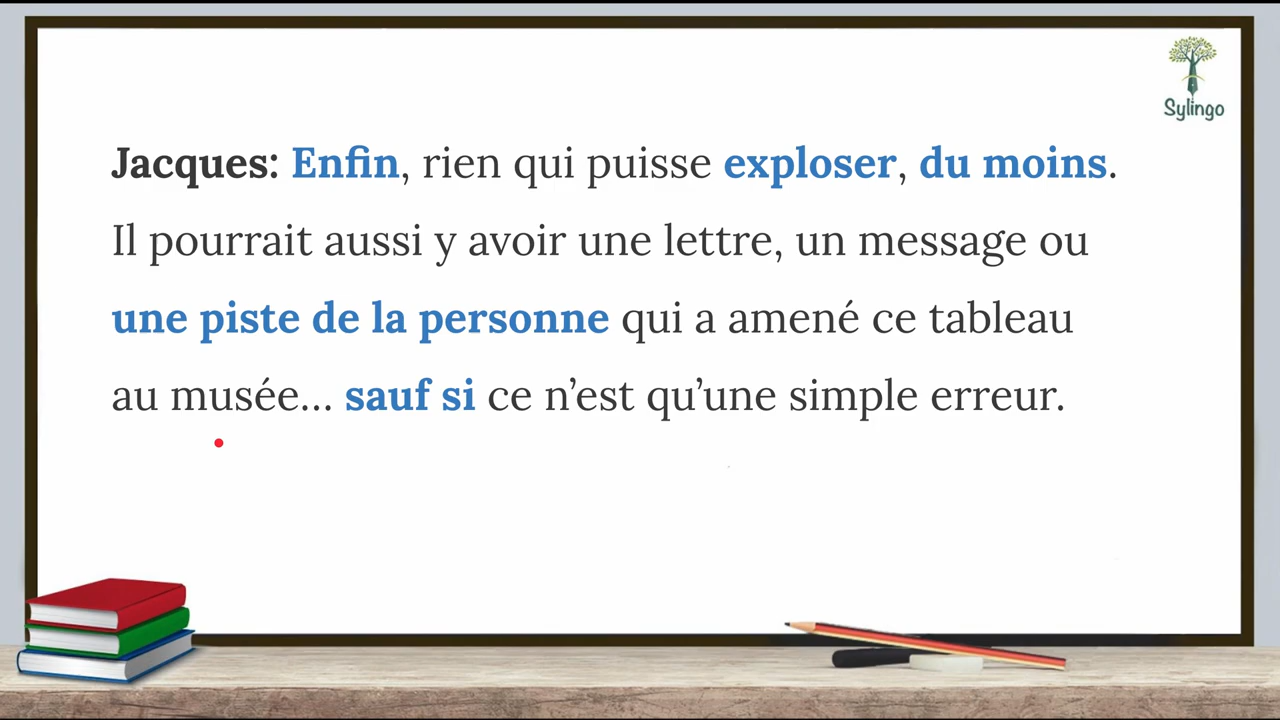 Sylingo
Jacques: Enfin, rien qui puisse exploser, du moins.
Il pourrait aussi y avoir une lettre, un message ou
une piste de la personne qui a amené ce tableau
au musée... sauf si ce n’est qu’une simple erreur.